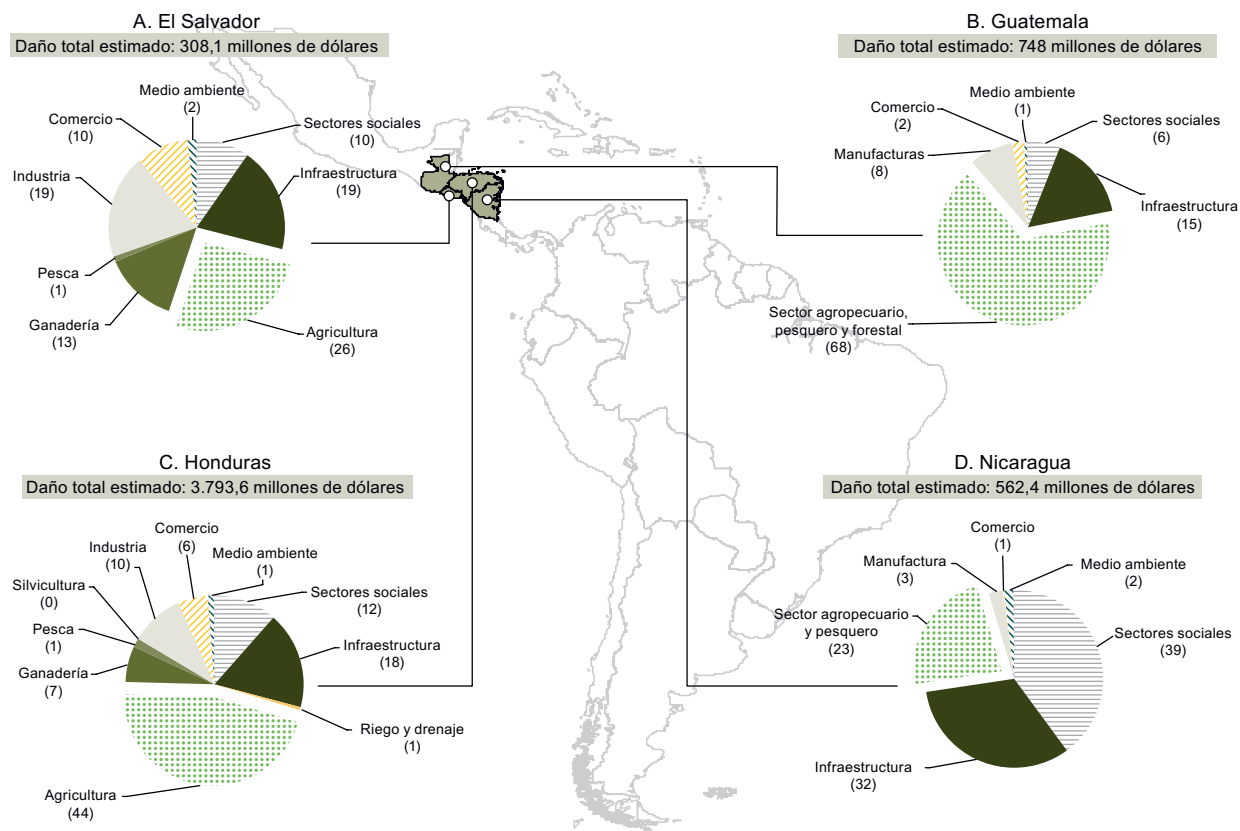 A. El Salvador
Daño total estimado: 308,1 millones de dólares
Medio ambiente
(2)
Comercio
(10)
Sectores sociales
(10)
Industria
(19)
Infraestructura
(19)
Pesca
(1)
Ganadería
(13)
Agricultura
(26)
B. Guatemala
Daño total estimado: 748 millones de dólares
Medio ambiente
(1)
Comercio
(2)
Sectores sociales
(6)
Manufacturas
(8)
Infraestructura
(15)
Sector agropecuario,
pesquero y forestal
(68)
C. Honduras
Daño total estimado: 3.793,6 millones de dólares
Comercio
(6)
Industria
(10)
Medio ambiente
(1)
Silvicultura
(0)
Sectores sociales
(12)
Pesca
(1)
Infraestructura
(18)
Ganadería
(7)
Riego y drenaje
(1)
Agricultura
(44)
D. Nicaragua
Daño total estimado: 562,4 millones de dólares
Comercio
(1)
Manufactura
(3)
Medio ambiente
(2)
Sector agropecuario
y pesquero
(23)
Sectores sociales
(39)
Infraestructura
(32)